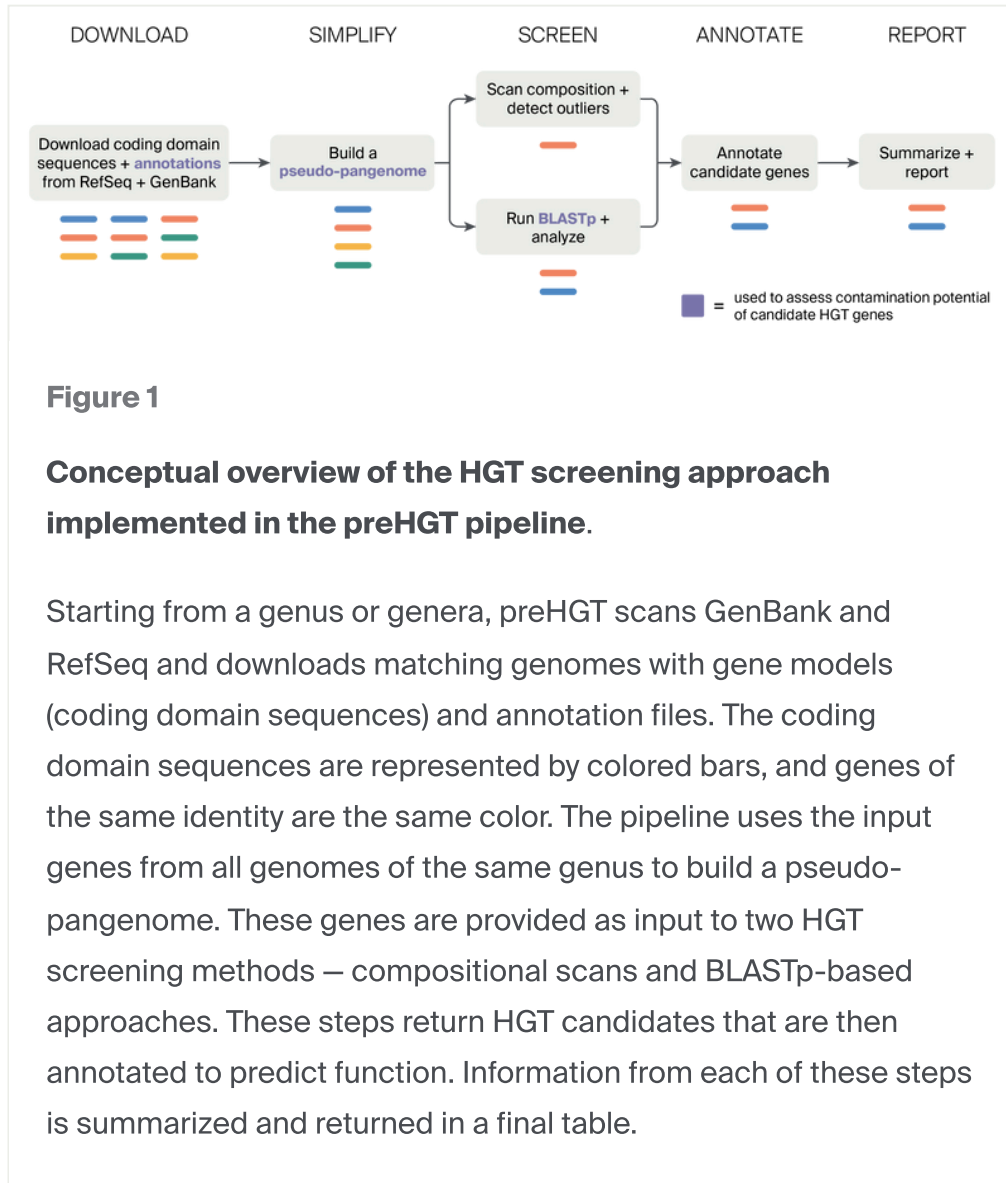 DOWNLOAD
SIMPLIFY
SCREEN
ANNOTATE
REPORT
Download coding domain
sequences + annotations
from RefSeq + GenBank
Build a
pseudo-pangenome
Scan composition +
detect outliers
Run BLASTp +
analyze
Annotate
candidate genes
Summarize +
report
= used to assess contamination potential
of candidate HGT genes
Figure 1
Conceptual overview of the HGT screening approach
implemented in the preHGT pipeline.
Starting from a genus or genera, preHGT scans GenBank and
RefSeq and downloads matching genomes with gene models
(coding domain sequences) and annotation files. The coding
domain sequences are represented by colored bars, and genes of
the same identity are the same color. The pipeline uses the input
genes from all genomes of the same genus to build a pseudo-
pangenome. These genes are provided as input to two HGT
screening methods — compositional scans and BLASTp-based
approaches. These steps return HGT candidates that are then
annotated to predict function. Information from each of these steps
is summarized and returned in a final table.